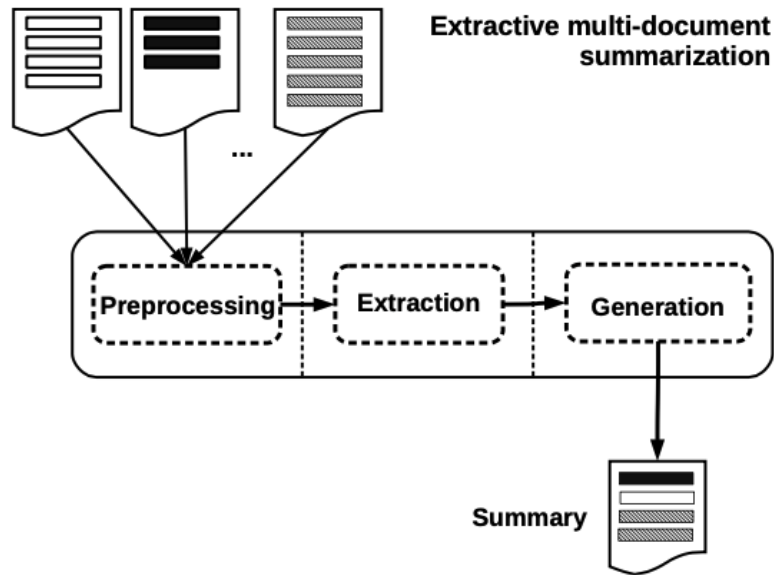 Extractive multi-document
summarization
...
Preprocessing
Extraction
Generation
Summary